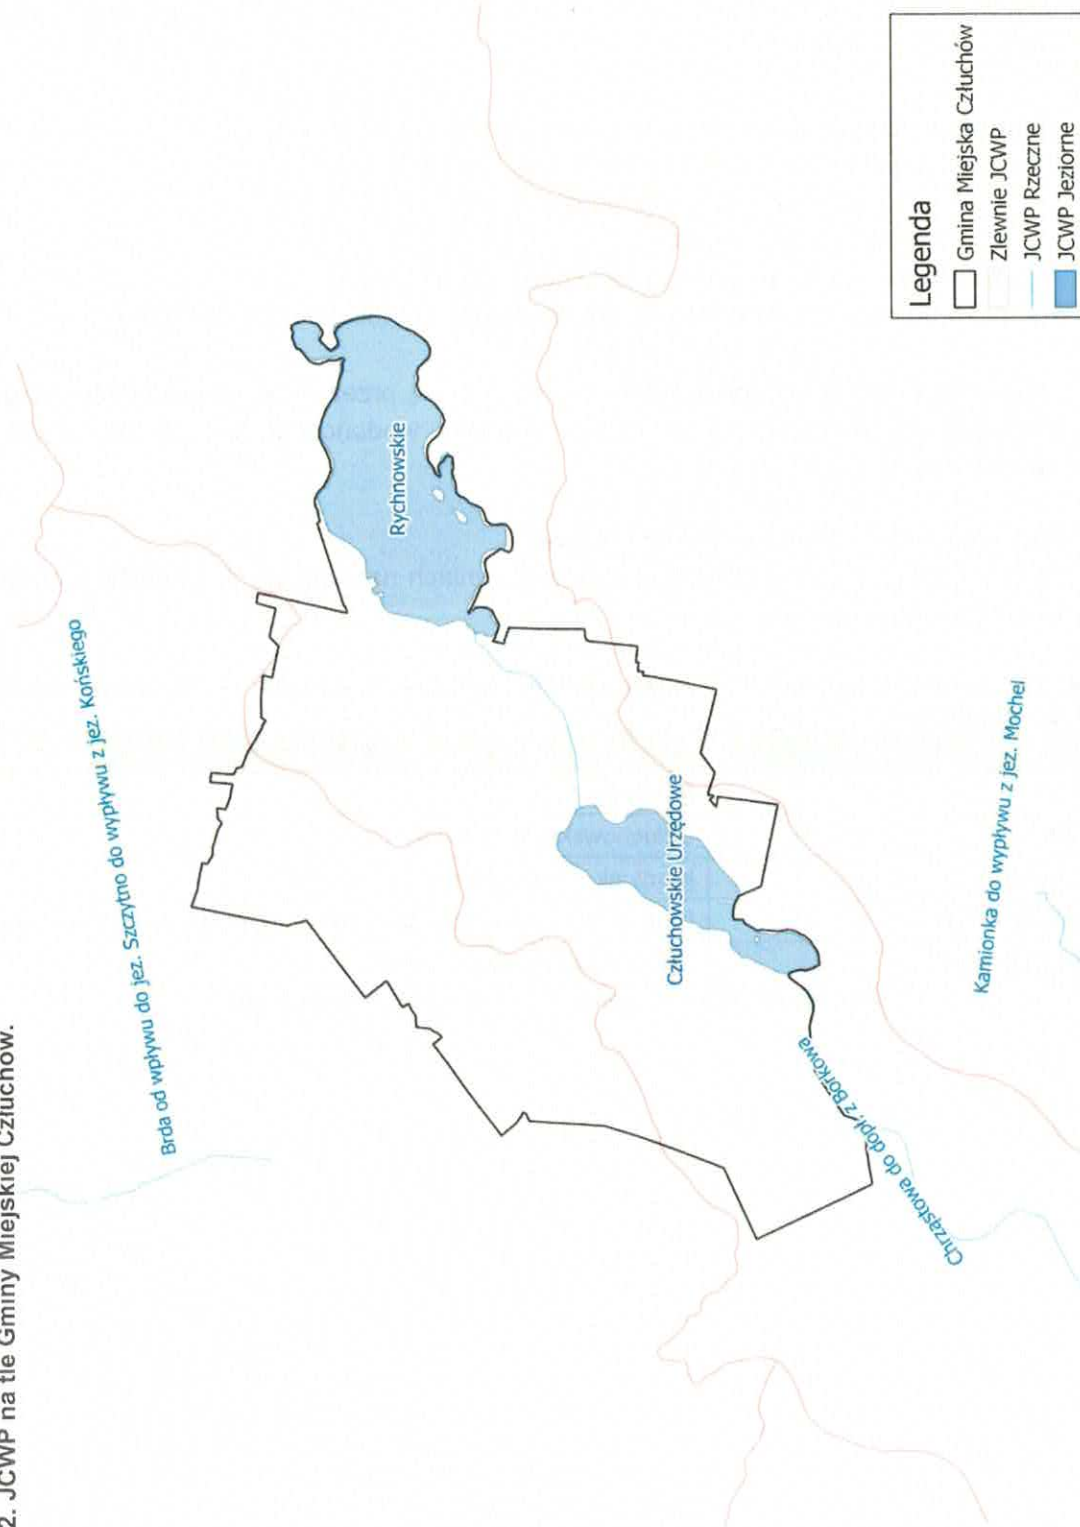 2. JCWP na tle Gminy Miejskiej Człuchów.
Brda od wpływu do jez. Szczytno do wypływu z jez. Końskiego
Rychnowskie
Człuchowskie Urzędowe
Chrząstowa do dopł. z Bórkowa
Kamionka do wypływu z jez. Mochel
Legenda
Gmina Miejska Człuchów
Zlewnie JCWP
JCWP Rzeczne
JCWP Jeziorne